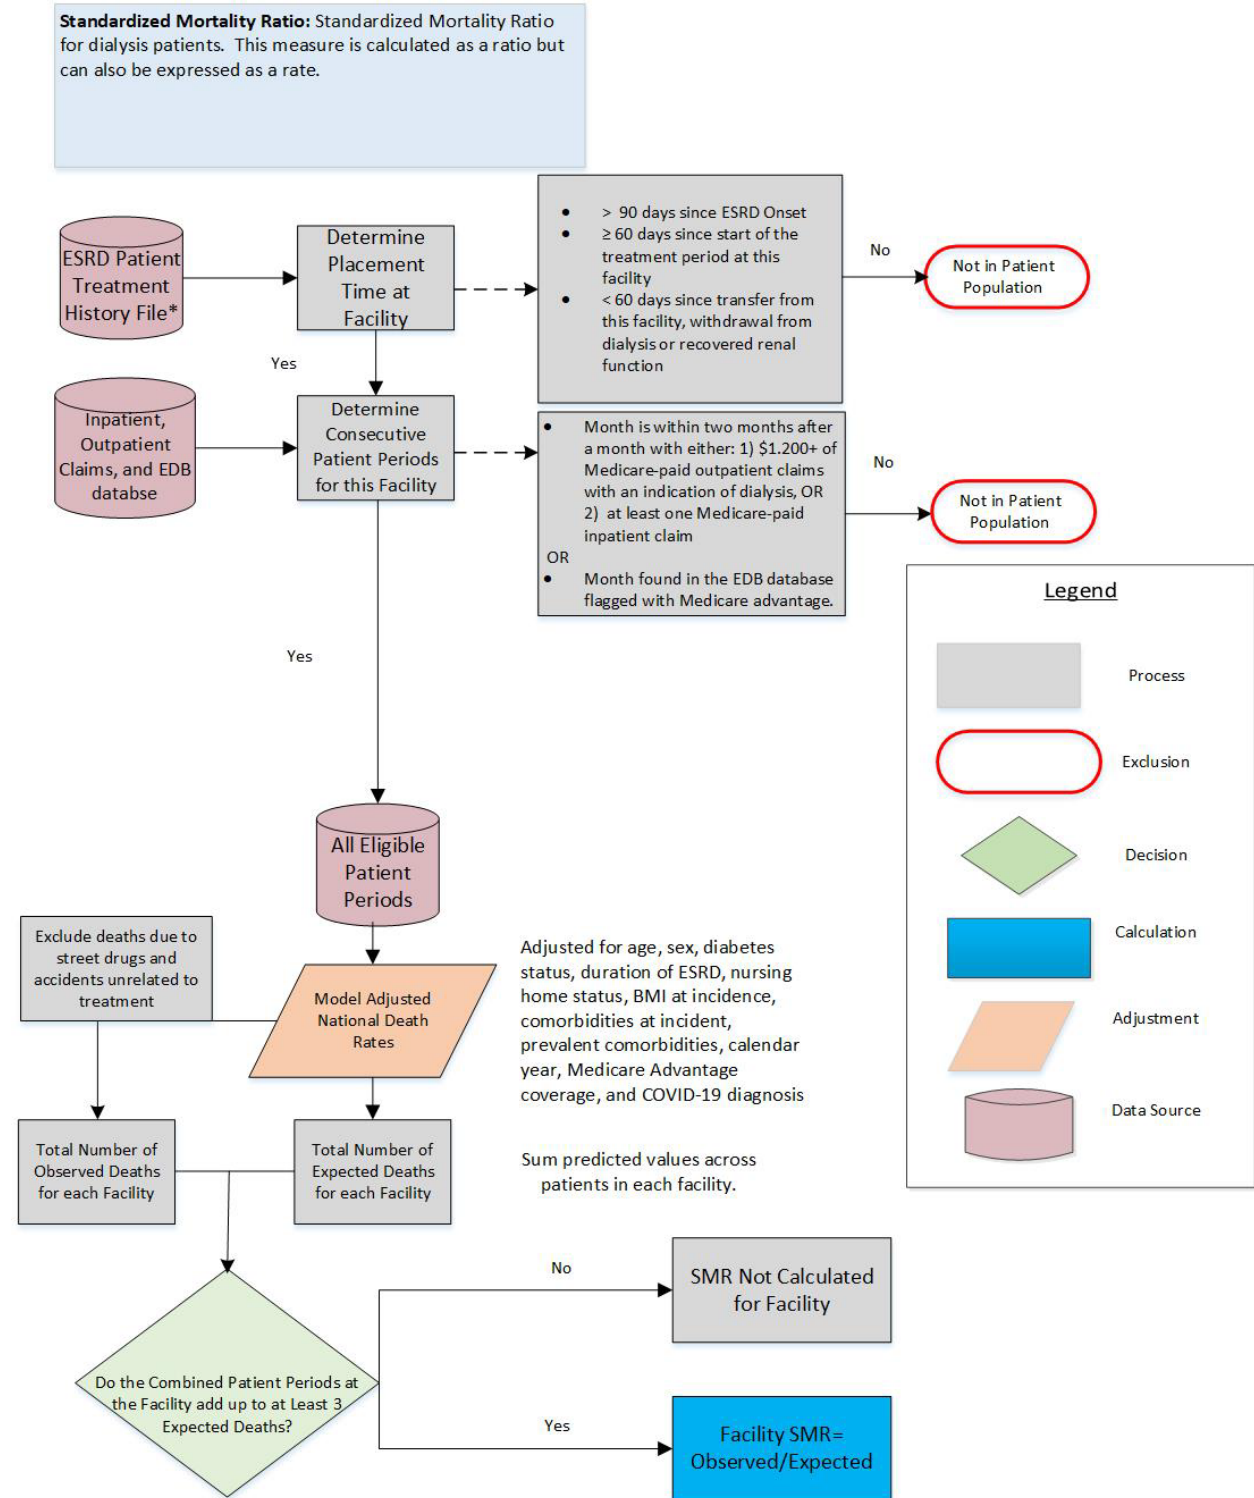 Standardized Mortality Ratio: Standardized Mortality Ratio
for dialysis patients.  This measure is calculated as a ratio but
can also be expressed as a rate.
ESRD Patient
Treatment
History File*
Determine
Placement
Time at
Facility
• > 90 days since ESRD Onset
• ≥ 60 days since start of the
treatment period at this
facility
• < 60 days since transfer from
this facility, withdrawal from
dialysis or recovered renal
function
No
Not in Patient
Population
Yes
Inpatient,
Outpatient
Claims, and EDB
databse
Determine
Consecutive
Patient Periods
for this Facility
• Month is within two months after
a month with either: 1) $1.200+ of
Medicare-paid outpatient claims
with an indication of dialysis, OR
2)  at least one Medicare-paid
inpatient claim
OR
• Month found in the EDB database
flagged with Medicare advantage.
No
Not in Patient
Population
Yes
Legend
Process
Exclusion
Decision
Calculation
Adjustment
Data Source
All Eligible
Patient
Periods
Exclude deaths due to
street drugs and
accidents unrelated to
treatment
Model Adjusted
National Death
Rates
Adjusted for age, sex, diabetes
status, duration of ESRD, nursing
home status, BMI at incidence,
comorbidities at incident,
prevalent comorbidities, calendar
year, Medicare Advantage
coverage, and COVID-19 diagnosis
Total Number of
Observed Deaths
for each Facility
Total Number of
Expected Deaths
for each Facility
Sum predicted values across
patients in each facility.
Do the Combined Patient Periods at
the Facility add up to at Least 3
Expected Deaths?
No
SMR Not Calculated
for Facility
Yes
Facility SMR=
Observed/Expected